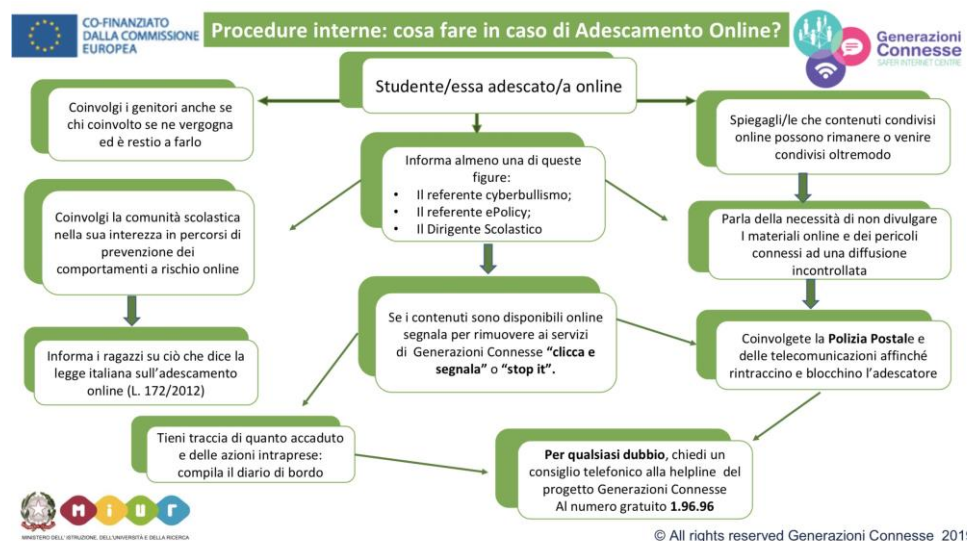 CO-FINANZIATO
DALLA COMMISSIONE
EUROPEA
Procedure interne: cosa fare in caso di Adescamento Online?
Generazioni
Connesse
SAFER INTERNET CENTRE
Studente/essa adescato/a online
Coinvolgi i genitori anche se
chi coinvolto se ne vergogna
ed è restio a farlo
Spiegagli/le che contenuti condivisi
online possono rimanere o venire
condivisi oltremodo
Informa almeno una di queste
figure:
• Il referente cyberbullismo;
• Il referente ePolicy;
• Il Dirigente Scolastico
Coinvolgi la comunità scolastica
nella sua interezza in percorsi di
prevenzione dei
comportamenti a rischio online
Parla della necessità di non divulgare
I materiali online e dei pericoli
connessi ad una diffusione
incontrollata
Se i contenuti sono disponibili online
segnala per rimuovere ai servizi
di Generazioni Connesse “clicca e
segnala” o “stop it”.
Informa i ragazzi su ciò che dice la
legge italiana sull’adescamento
online (L. 172/2012)
Coinvolgete la Polizia Postale e
delle telecomunicazioni affinché
rintraccino e blocchino l’adescatore
Tieni traccia di quanto accaduto
e delle azioni intraprese:
compila il diario di bordo
Per qualsiasi dubbio, chiedi un
consiglio telefonico alla helpline del
progetto Generazioni Connesse
Al numero gratuito 1.96.96
MIUR
MINISTERO DELL’ISTRUZIONE, DELL’UNIVERSITÀ E DELLA RICERCA
© All rights reserved Generazioni Connesse 2019